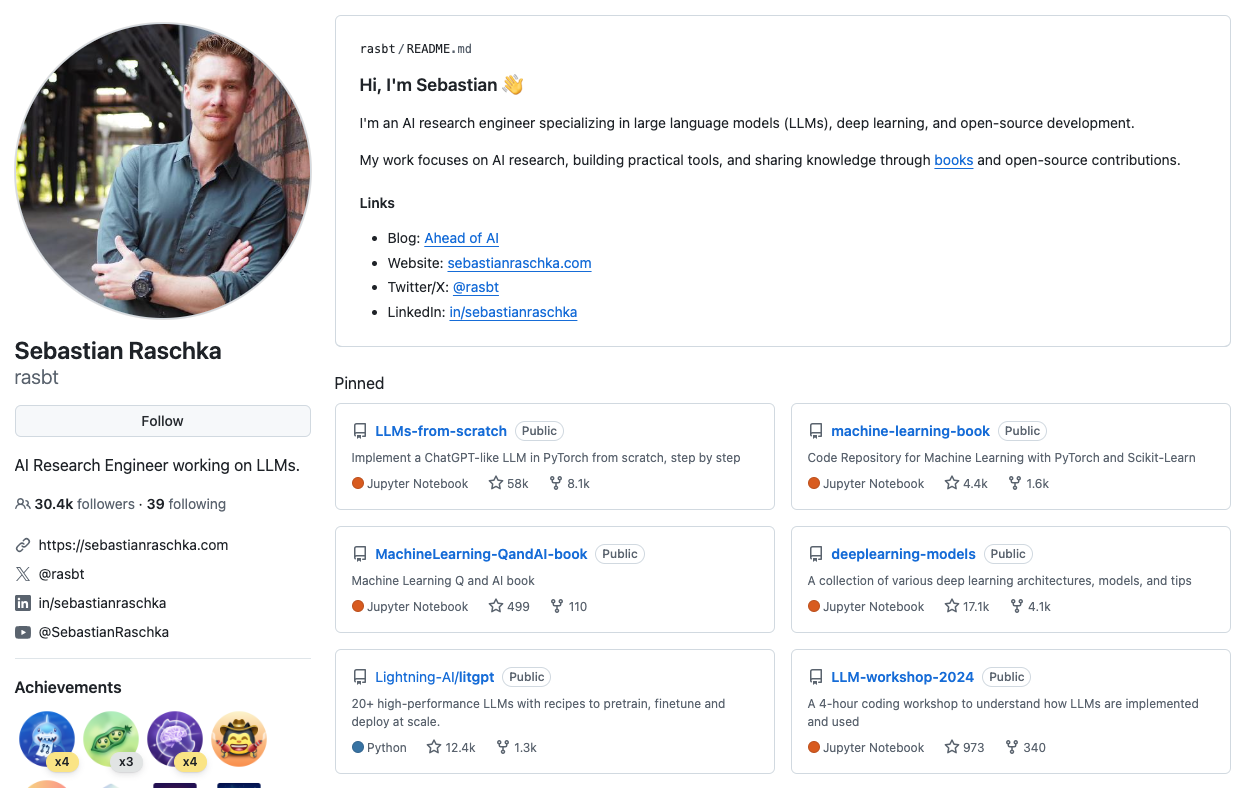 rasbt/README.md
Hi, I'm Sebastian 👋
I'm an AI research engineer specializing in large language models (LLMs), deep learning, and open-source development.
My work focuses on AI research, building practical tools, and sharing knowledge through books and open-source contributions.
Links
• Blog: Ahead of AI
• Website: sebastianraschka.com
• Twitter/X: @rasbt
• LinkedIn: in/sebastianraschka
Sebastian Raschka
rasbt
Follow
AI Research Engineer working on LLMs.
30.4k followers · 39 following
https://sebastianraschka.com
@rasbt
in/sebastianraschka
@SebastianRaschka
Achievements
x4
x3
x4
Pinned
LLMs-from-scratch Public
Implement a ChatGPT-like LLM in PyTorch from scratch, step by step
Jupyter Notebook 58k 8.1k
machine-learning-book Public
Code Repository for Machine Learning with PyTorch and Scikit-Learn
Jupyter Notebook 4.4k 1.6k
MachineLearning-QandAI-book Public
Machine Learning Q and AI book
Jupyter Notebook 499 110
deeplearning-models Public
A collection of various deep learning architectures, models, and tips
Jupyter Notebook 17.1k 4.1k
Lightning-AI/litgpt Public
20+ high-performance LLMs with recipes to pretrain, finetune and
deploy at scale.
Python 12.4k 1.3k
LLM-workshop-2024 Public
A 4-hour coding workshop to understand how LLMs are implemented
and used
Jupyter Notebook 973 340